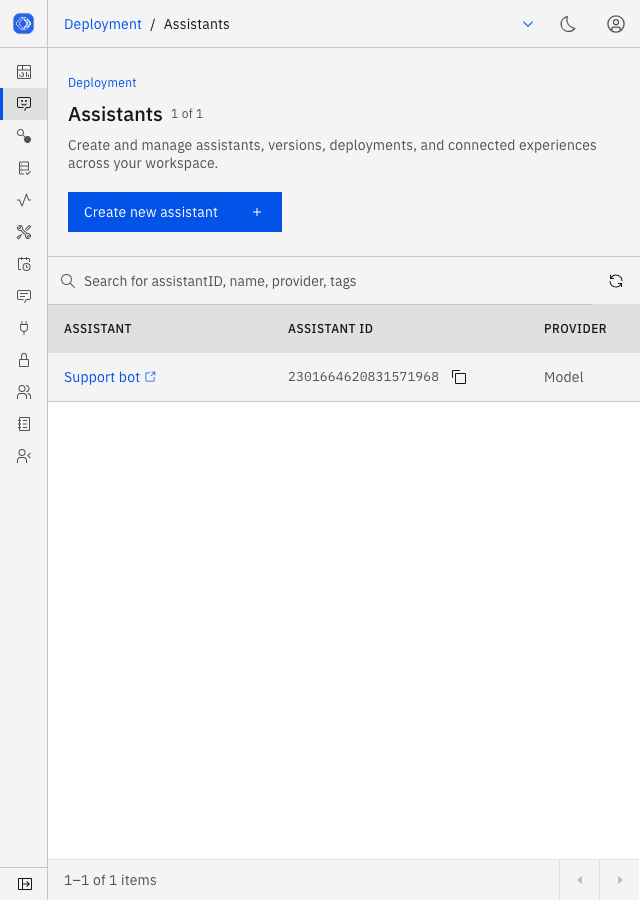 Deployment / Assistants
Deployment
Assistants 1 of 1
Create and manage assistants, versions, deployments, and connected experiences
across your workspace.
Create new assistant +
Search for assistantID, name, provider, tags
ASSISTANT ASSISTANT ID PROVIDER
Support bot 2301664620831571968 Model
1–1 of 1 items